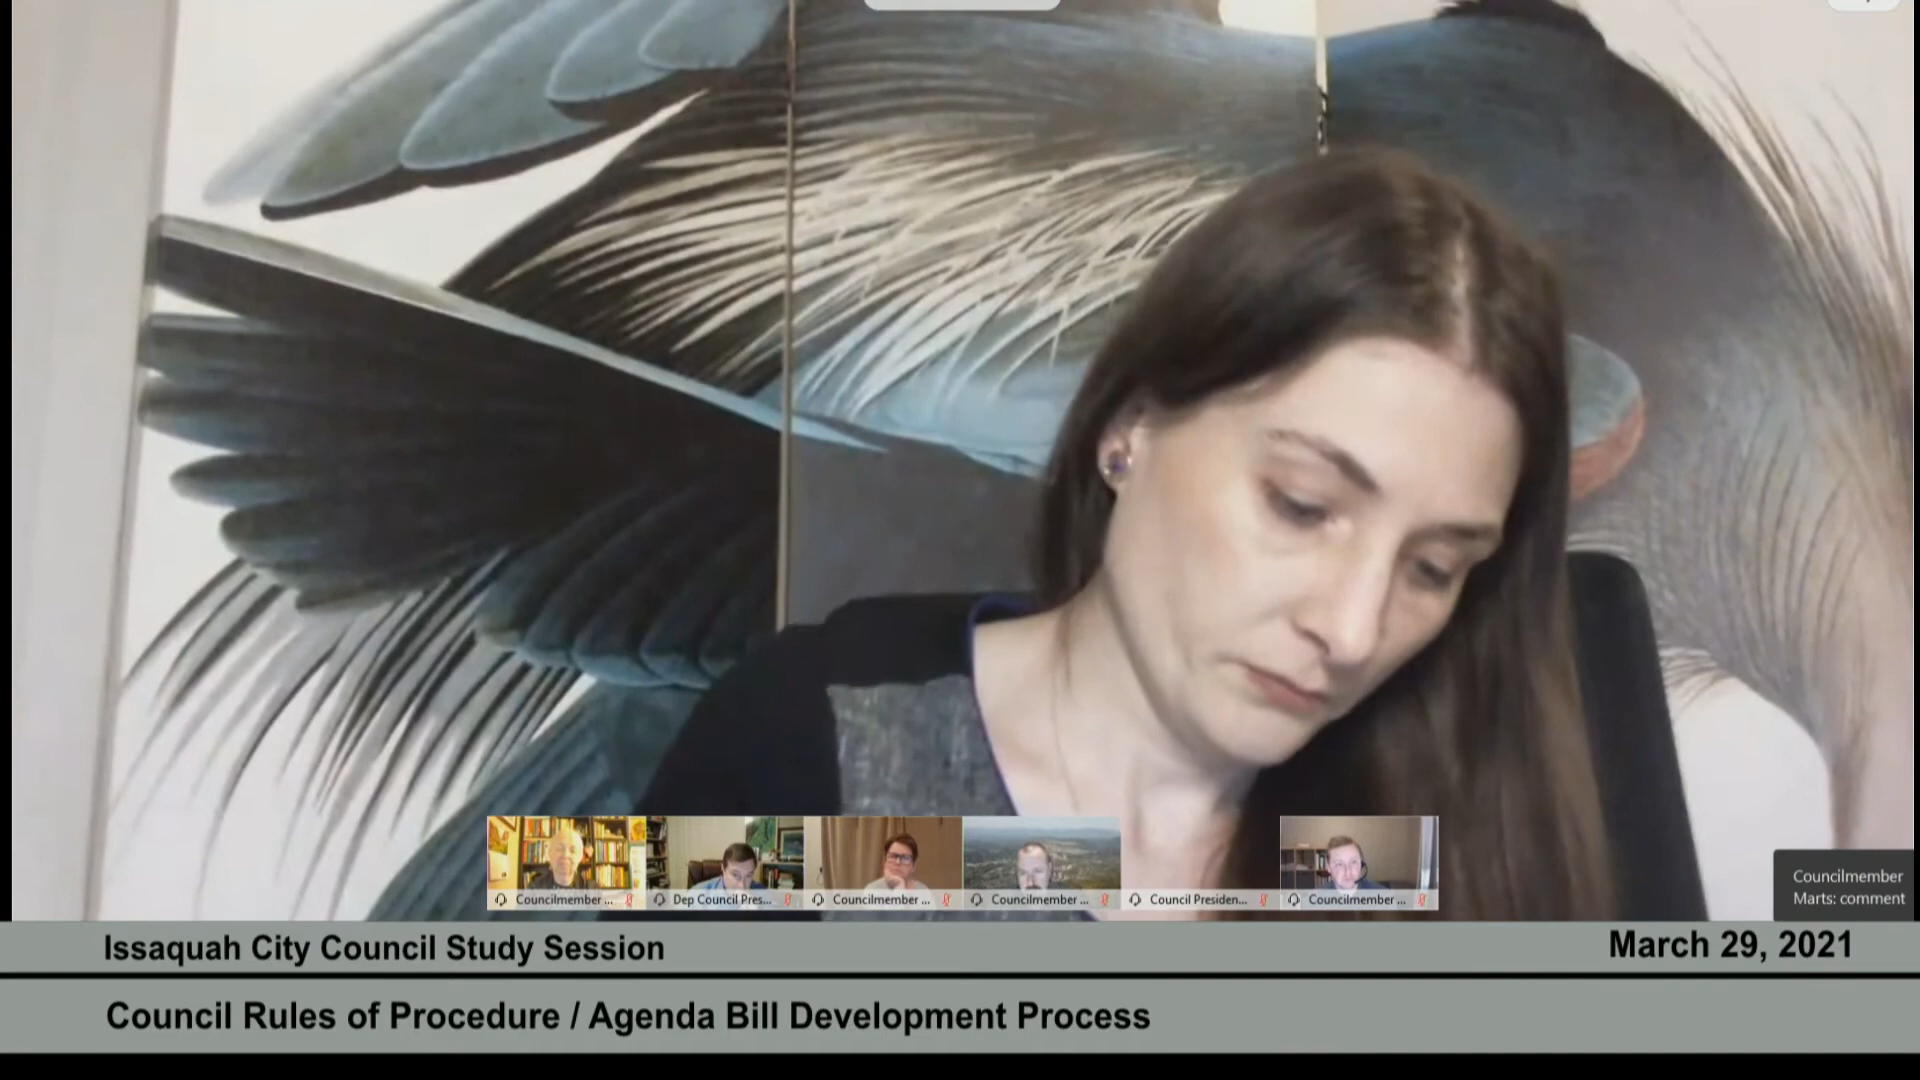 Councilmember ...
Dep Council Pres...
Councilmember ...
Councilmember ...
Council Presiden...
Councilmember ...
Councilmember
Marts: comment
Issaquah City Council Study Session
March 29, 2021
Council Rules of Procedure / Agenda Bill Development Process